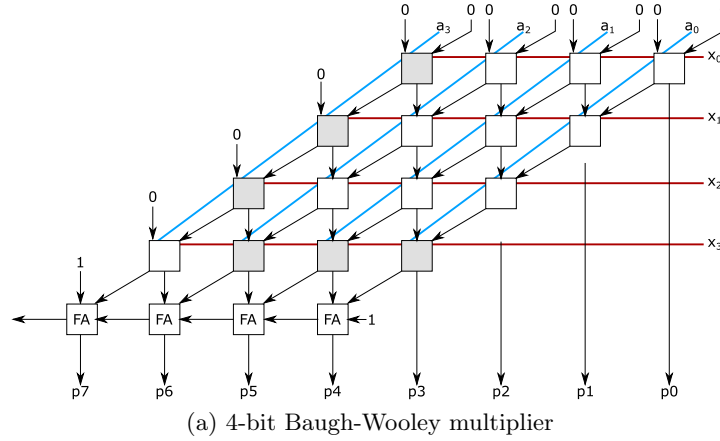 0 a₃ 0 0 a₂ 0 0 a₁ 0 0 a₀
x₀
0
x₁
0
x₂
0
x₃
1
FA FA FA FA 1
p7 p6 p5 p4 p3 p2 p1 p0
(a) 4-bit Baugh-Wooley multiplier